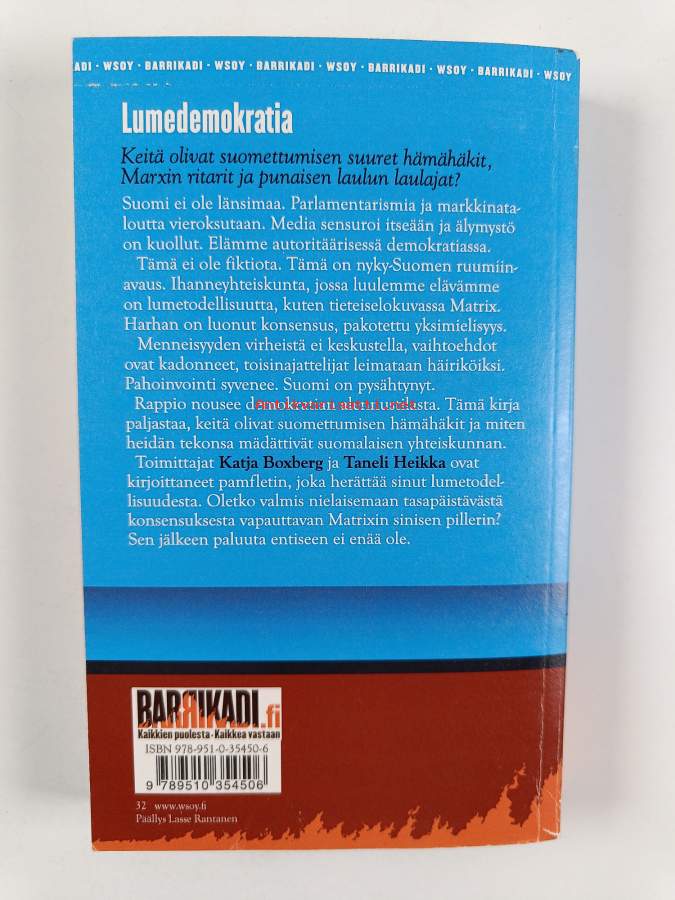 ADI · WSOY · BARRIKADI · WSOY · BARRIKADI · WSOY · BARRIKADI · WSOY · BARRIKADI · WSOY
Lumedemokratia
Keitä olivat suomettumisen suuret hämähäkit,
Marxin ritarit ja punaisen laulun laulajat?
Suomi ei ole länsimaa. Parlamentarismia ja markkinata-
loutta vieroksutaan. Media sensuroi itseään ja älymystö
on kuollut. Elämme autoritäärisessä demokratiassa.
Tämä ei ole fiktiota. Tämä on nyky-Suomen ruumiin-
avaus. Ihanneyhteiskunta, jossa luulemme elävämme
on lumetodellisuutta, kuten tieteiselokuvassa Matrix.
Harhan on luonut konsensus, pakotettu yksimielisyys.
Menneisyyden virheistä ei keskustella, vaihtoehdot
ovat kadonneet, toisinajattelijat leimataan häiriköiksi.
Pahoinvointi syvenee. Suomi on pysähtynyt.
Rappio nousee demokratian aliravitsemuksesta. Tämä kirja
paljastaa, keitä olivat suomettumisen hämähäkit ja miten
heidän tekonsa mädättivät suomalaisen yhteiskunnan.
Toimittajat Katja Boxberg ja Taneli Heikka ovat
kirjoittaneet pamfletin, joka herättää sinut lumetodel-
lisuudesta. Oletko valmis nielaisemaan tasapäistävästä
konsensuksesta vapauttavan Matrixin sinisen pillerin?
Sen jälkeen paluuta entiseen ei enää ole.
BARRIKADI.fi
Kaikkien puolesta - Kaikkea vastaan
ISBN 978-951-0-35450-6
9 789510 354506
32 www.wsoy.fi
Päällys Lasse Rantanen